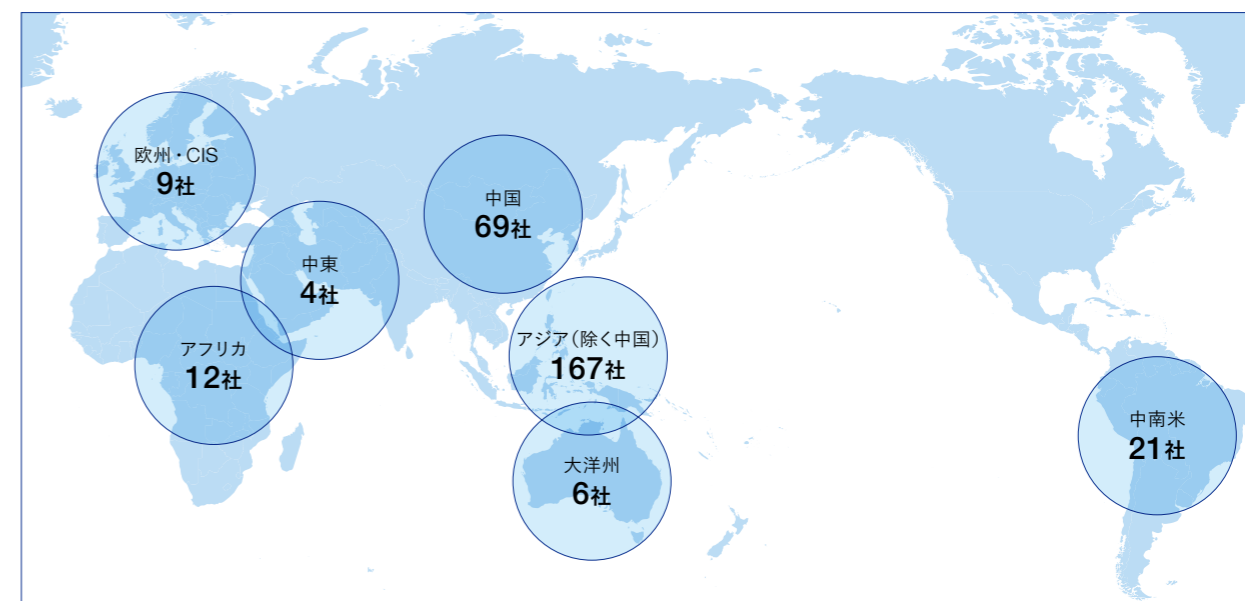 欧州・CIS
9社
中国
69社
中東
4社
アフリカ
12社
アジア（除く中国）
167社
大洋州
6社
中南米
21社